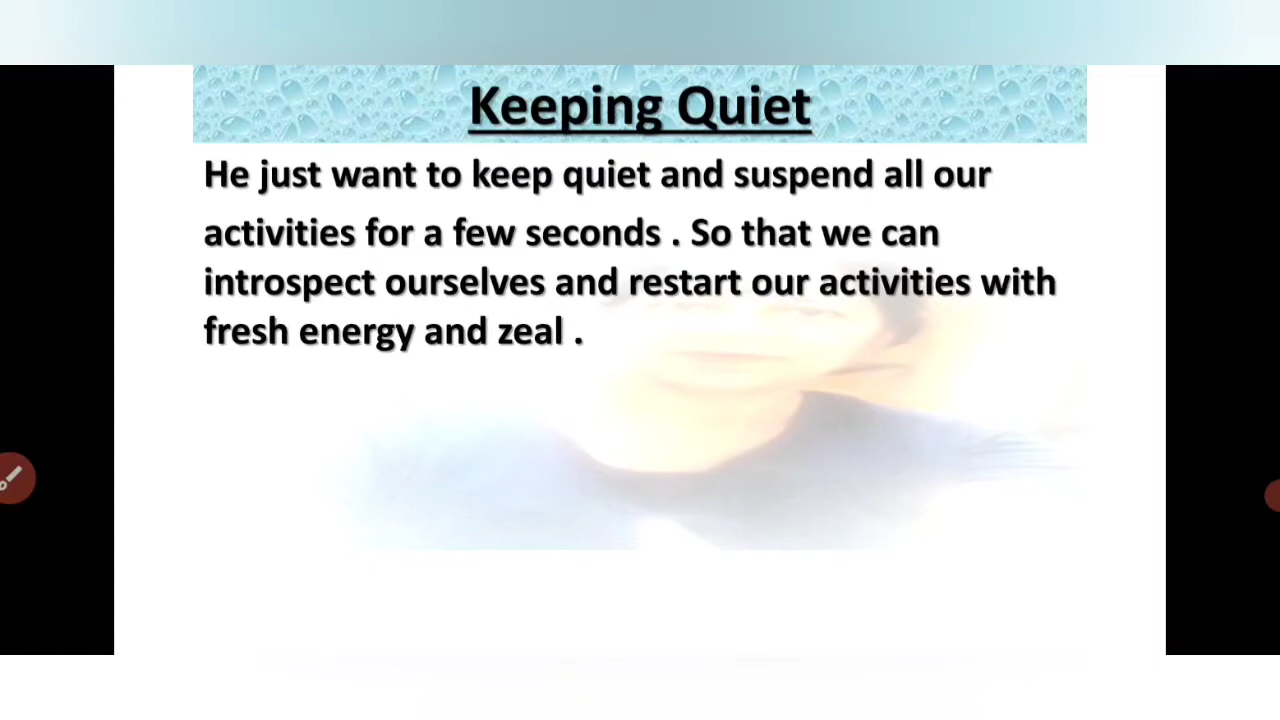 Keeping Quiet
He just want to keep quiet and suspend all our
activities for a few seconds . So that we can
introspect ourselves and restart our activities with
fresh energy and zeal .